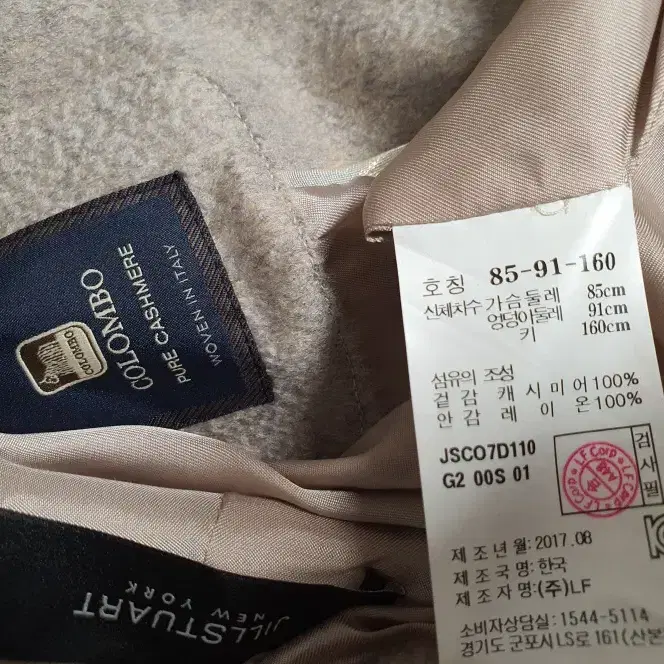 COLOMBO
COLOMBO
PURE CASHMERE
WOVEN IN ITALY
호칭 85-91-160
신체차수 가슴둘레 85cm
엉덩이둘레 91cm
키 160cm
섬유의 조성
겉감 캐시미어100%
안감 레이온100%
JSCO7D110
G2 00S 01
검사필
LF Corp
제조년월: 2017.08
제조국명: 한국
제조자명:(주)LF
소비자상담실: 1544-5114
경기도 군포시LS로 161(산본
JILLSTUART
NEW YORK